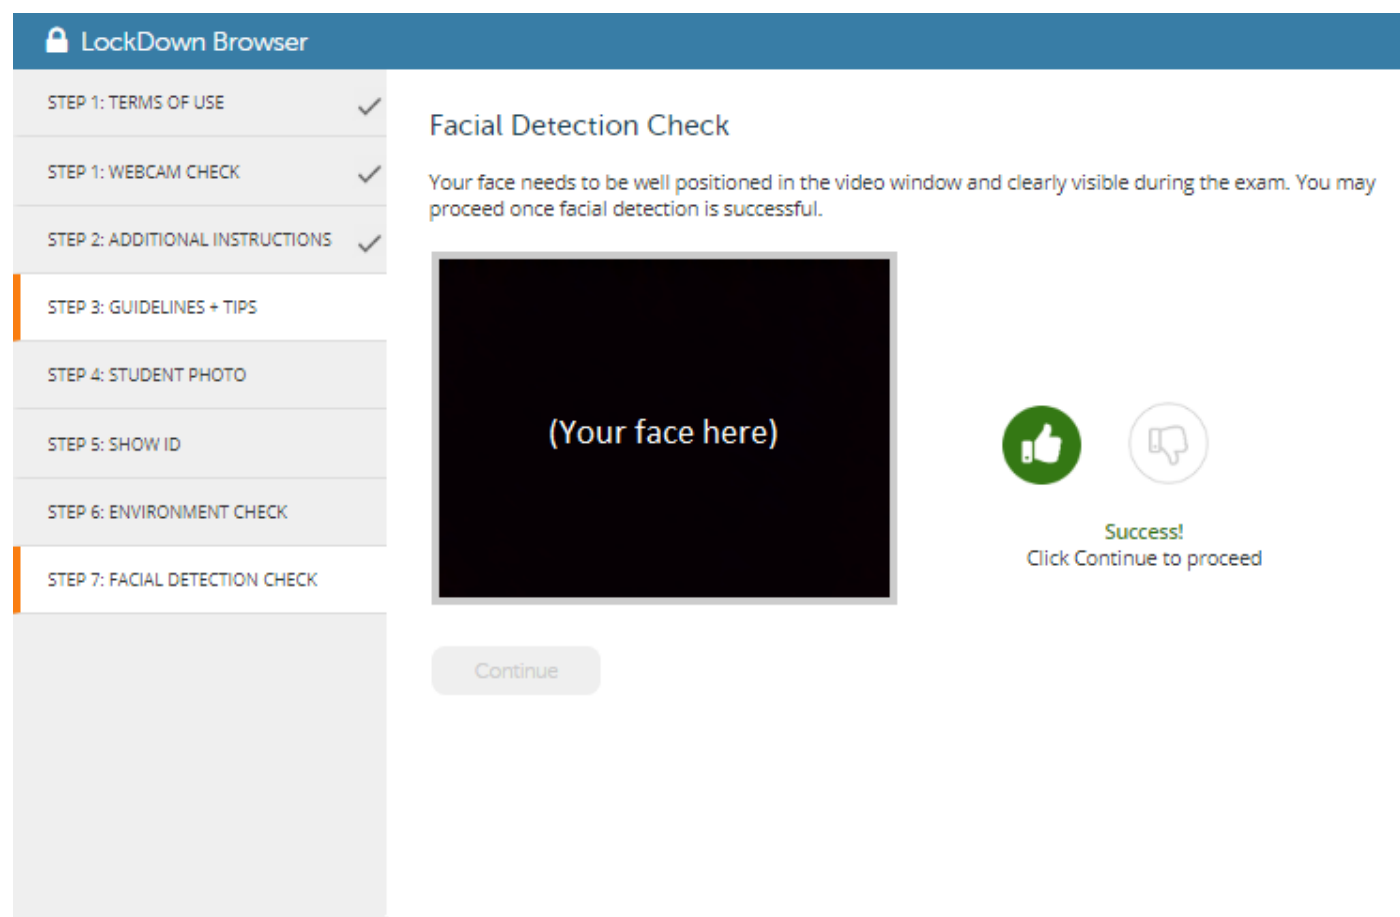 LockDown Browser
STEP 1: TERMS OF USE
STEP 1: WEBCAM CHECK
STEP 2: ADDITIONAL INSTRUCTIONS
STEP 3: GUIDELINES + TIPS
STEP 4: STUDENT PHOTO
STEP 5: SHOW ID
STEP 6: ENVIRONMENT CHECK
STEP 7: FACIAL DETECTION CHECK
Facial Detection Check
Your face needs to be well positioned in the video window and clearly visible during the exam. You may
proceed once facial detection is successful.
(Your face here)
Success!
Click Continue to proceed
Continue